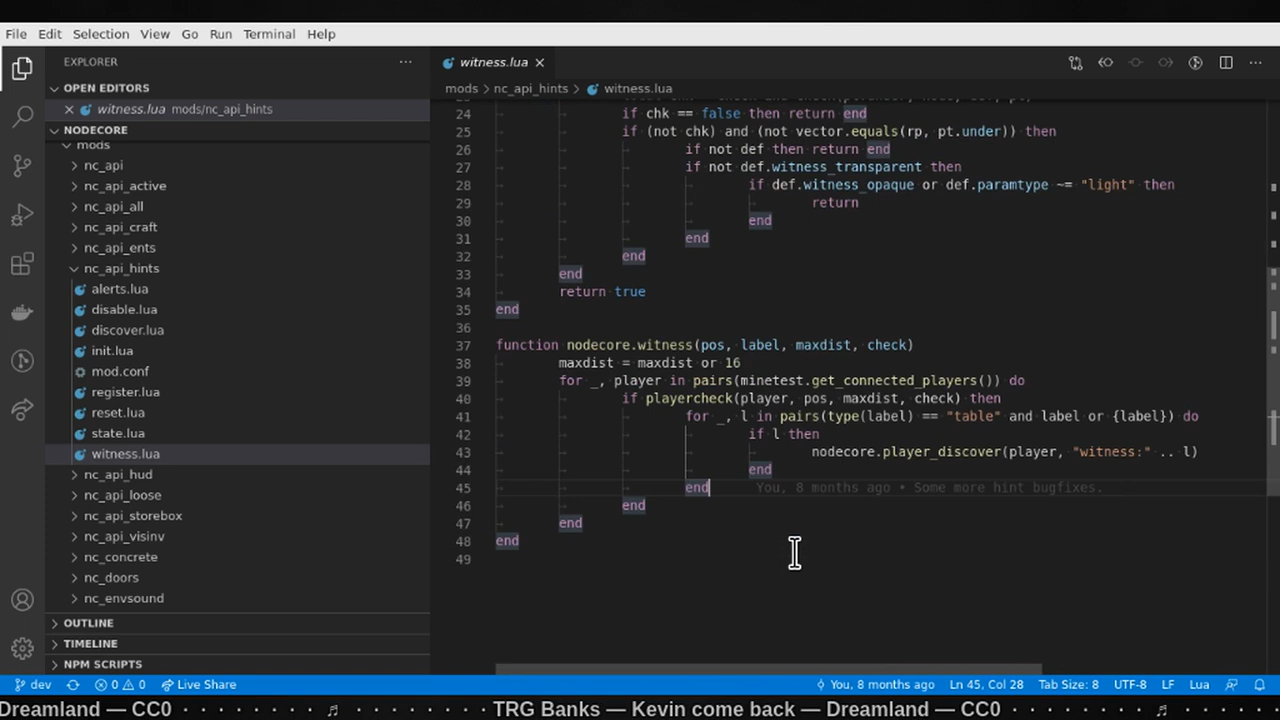 File Edit Selection View Go Run Terminal Help
EXPLORER
OPEN EDITORS
witness.lua mods/nc_api_hints
NODECORE
mods
nc_api
nc_api_active
nc_api_all
nc_api_craft
nc_api_ents
nc_api_hints
alerts.lua
disable.lua
discover.lua
init.lua
mod.conf
register.lua
reset.lua
state.lua
witness.lua
nc_api_hud
nc_api_loose
nc_api_storebox
nc_api_visinv
nc_concrete
nc_doors
nc_envsound
OUTLINE
TIMELINE
NPM SCRIPTS
witness.lua
mods > nc_api_hints > witness.lua
24 if chk == false then return end
25 if (not chk) and (not vector.equals(rp, pt.under)) then
26 if not def then return end
27 if not def.witness_transparent then
28 if def.witness_opaque or def.paramtype ~= "light" then
29 return
30 end
31 end
32 end
33 end
34 return true
35 end
36
37 function nodecore.witness(pos, label, maxdist, check)
38 maxdist = maxdist or 16
39 for _, player in pairs(minetest.get_connected_players()) do
40 if playercheck(player, pos, maxdist, check) then
41 for _, l in pairs(type(label) == "table" and label or {label}) do
42 if l then
43 nodecore.player_discover(player, "witness:" .. l)
44 end
45 end You, 8 months ago • Some more hint bugfixes.
46 end
47 end
48 end
49
dev 0 0 Live Share You, 8 months ago Ln 45, Col 28 Tab Size: 8 UTF-8 LF Lua
Dreamland — CC0 · · · · · · · ♬ · · · · · · · TRG Banks — Kevin come back — Dreamland — CC0 · · · · · · · ♬ · · · · ·